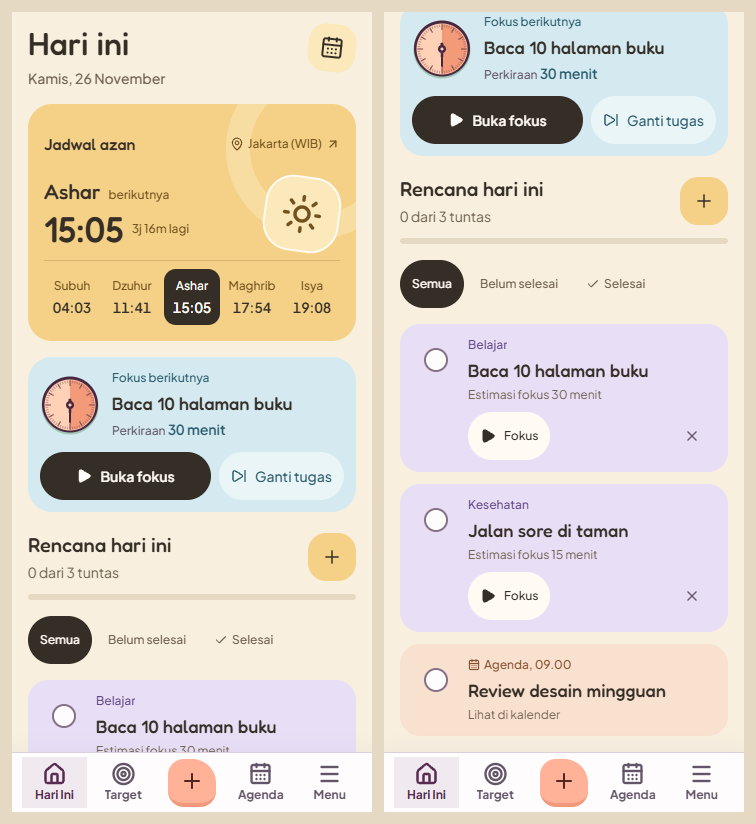 Hari ini
Kamis, 26 November
Jadwal azan
Jakarta (WIB)
Ashar berikutnya
15:05 3j 16m lagi
Subuh Dzuhur Ashar Maghrib Isya
04:03 11:41 15:05 17:54 19:08
Fokus berikutnya
Baca 10 halaman buku
Perkiraan 30 menit
Buka fokus Ganti tugas
Rencana hari ini
0 dari 3 tuntas
Semua Belum selesai Selesai
Belajar
Baca 10 halaman buku
Estimasi fokus 30 menit
Hari Ini Target Agenda Menu
Fokus berikutnya
Baca 10 halaman buku
Perkiraan 30 menit
Buka fokus Ganti tugas
Rencana hari ini
0 dari 3 tuntas
Semua Belum selesai Selesai
Belajar
Baca 10 halaman buku
Estimasi fokus 30 menit
Fokus
Kesehatan
Jalan sore di taman
Estimasi fokus 15 menit
Fokus
Agenda, 09.00
Review desain mingguan
Lihat di kalender
Hari Ini Target Agenda Menu